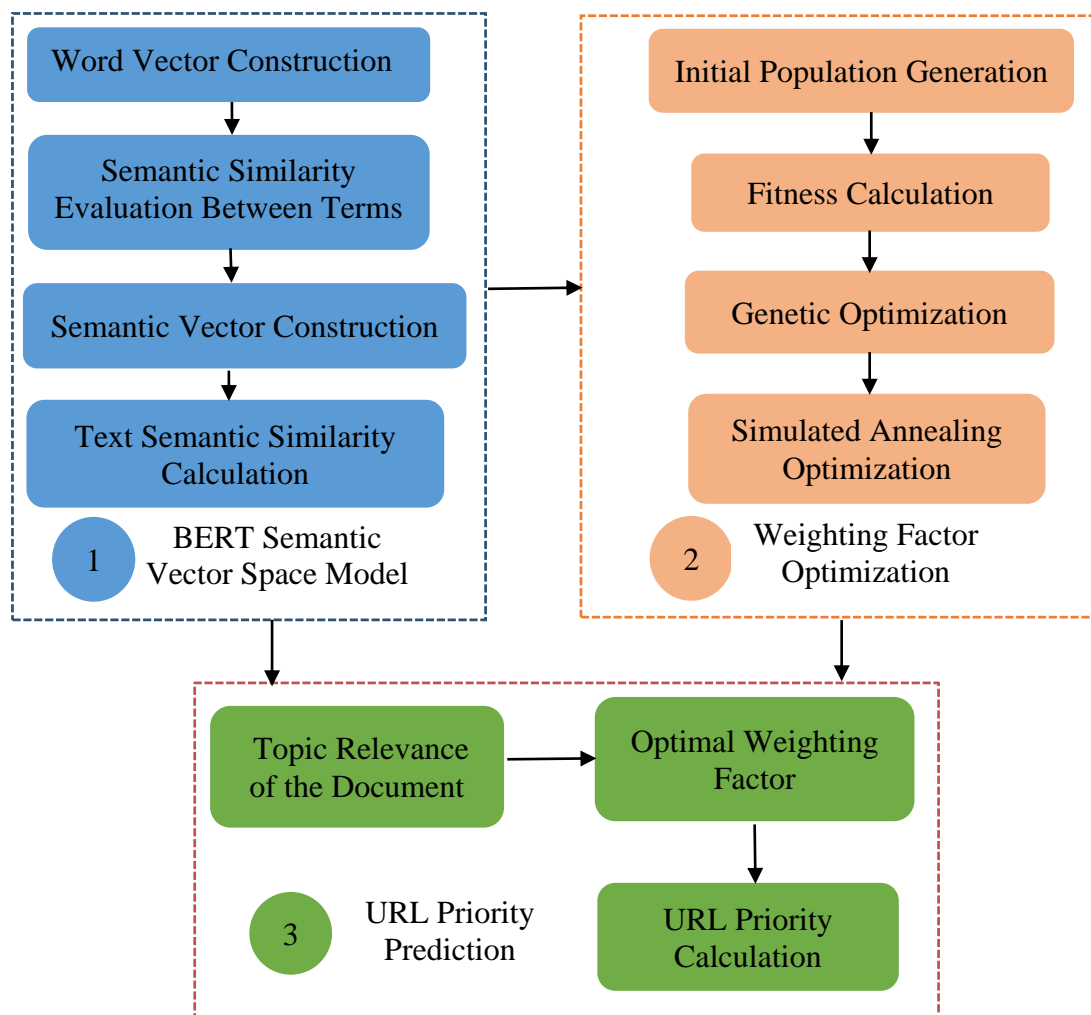 Word Vector Construction
Semantic Similarity
Evaluation Between Terms
Semantic Vector Construction
Text Semantic Similarity
Calculation
1
BERT Semantic
Vector Space Model
Initial Population Generation
Fitness Calculation
Genetic Optimization
Simulated Annealing
Optimization
2
Weighting Factor
Optimization
Topic Relevance
of the Document
Optimal Weighting
Factor
3
URL Priority
Prediction
URL Priority
Calculation